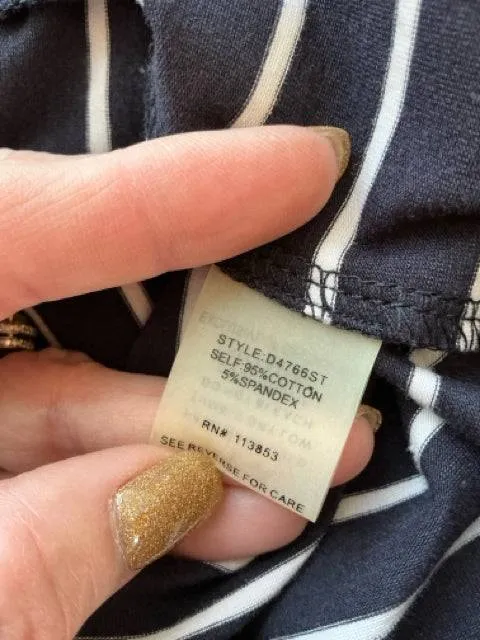 STYLE:D4766ST
SELF:95%COTTON
5%SPANDEX
RN# 113853
SEE REVERSE FOR CARE